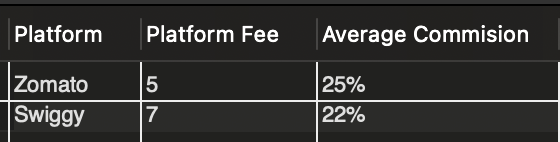 Platform Platform Fee Average Commision
Zomato 5 25%
Swiggy 7 22%